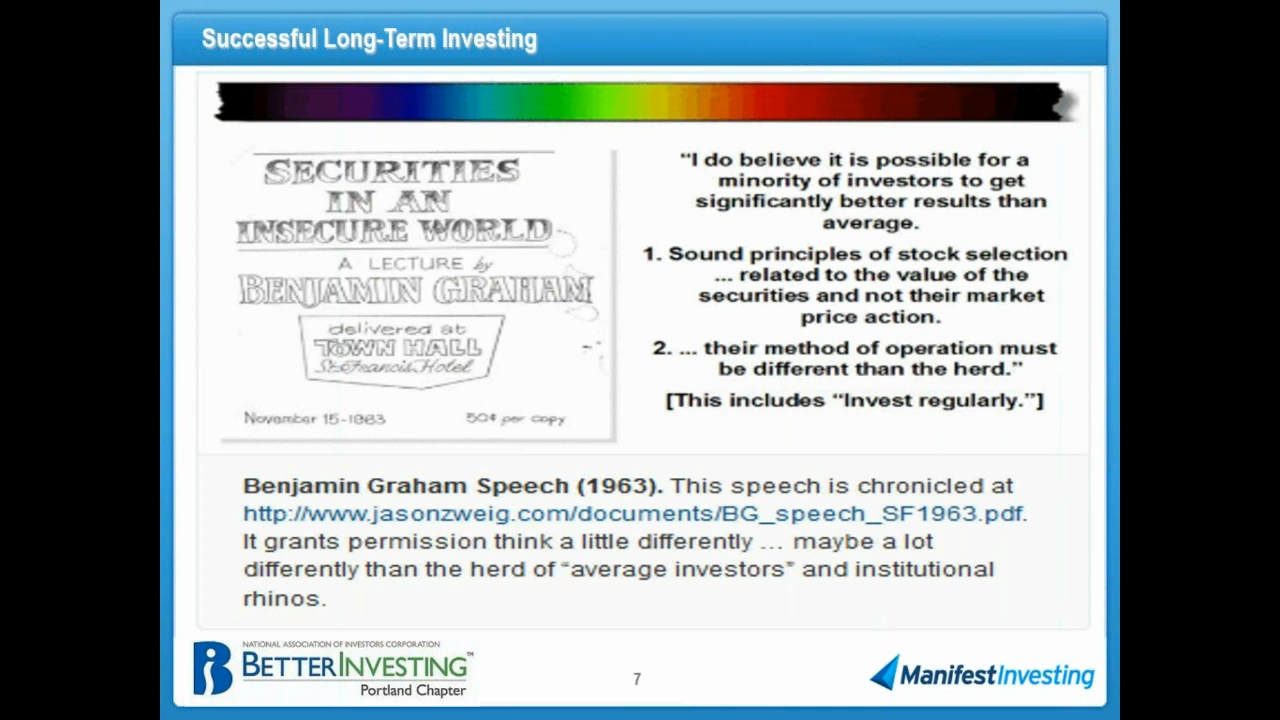 Successful Long-Term Investing
SECURITIES
IN AN
INSECURE WORLD
A LECTURE by
BENJAMIN GRAHAM
delivered at
TOWN HALL
St. Francis Hotel
November 15-1963
50¢ per copy
"I do believe it is possible for a
minority of investors to get
significantly better results than
average.
1. Sound principles of stock selection
... related to the value of the
securities and not their market
price action.
2. ... their method of operation must
be different than the herd."
[This includes "Invest regularly."]
Benjamin Graham Speech (1963). This speech is chronicled at
http://www.jasonzweig.com/documents/BG_speech_SF1963.pdf.
It grants permission think a little differently ... maybe a lot
differently than the herd of "average investors" and institutional
rhinos.
NATIONAL ASSOCIATION OF INVESTORS CORPORATION
BETTERINVESTING™
Portland Chapter
7
ManifestInvesting